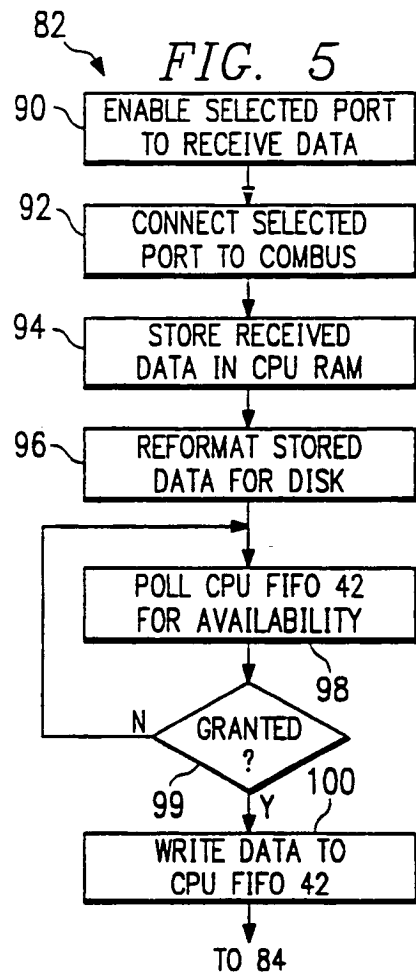 82
FIG. 5
90
ENABLE SELECTED PORT
TO RECEIVE DATA
92
CONNECT SELECTED
PORT TO COMBUS
94
STORE RECEIVED
DATA IN CPU RAM
96
REFORMAT STORED
DATA FOR DISK
POLL CPU FIFO 42
FOR AVAILABILITY
98
N
GRANTED
?
99
Y
100
WRITE DATA TO
CPU FIFO 42
TO 84